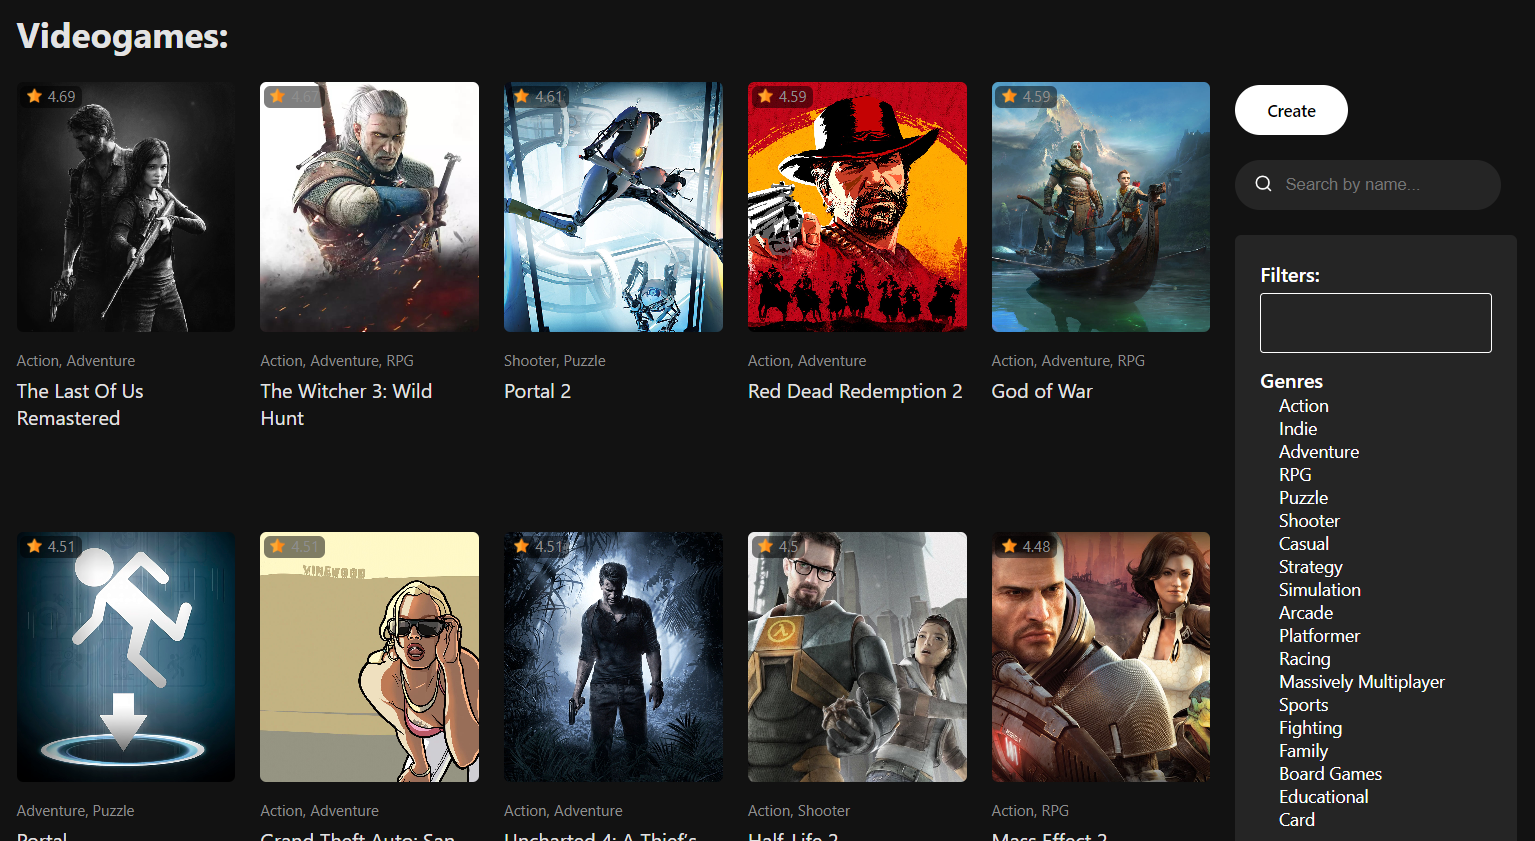 Videogames:
Create
Search by name...
4.69
4.67
4.61
4.59
4.59
Action, Adventure
The Last Of Us
Remastered
Action, Adventure, RPG
The Witcher 3: Wild
Hunt
Shooter, Puzzle
Portal 2
Action, Adventure
Red Dead Redemption 2
Action, Adventure, RPG
God of War
4.51
4.51
VINEWOOD
4.51
4.5
4.48
Adventure, Puzzle
Portal
Action, Adventure
Grand Theft Auto: San
Action, Adventure
Uncharted 4: A Thief's
Action, Shooter
Half-Life 2
Action, RPG
Mass Effect 2
Filters:
Genres
Action
Indie
Adventure
RPG
Puzzle
Shooter
Casual
Strategy
Simulation
Arcade
Platformer
Racing
Massively Multiplayer
Sports
Fighting
Family
Board Games
Educational
Card